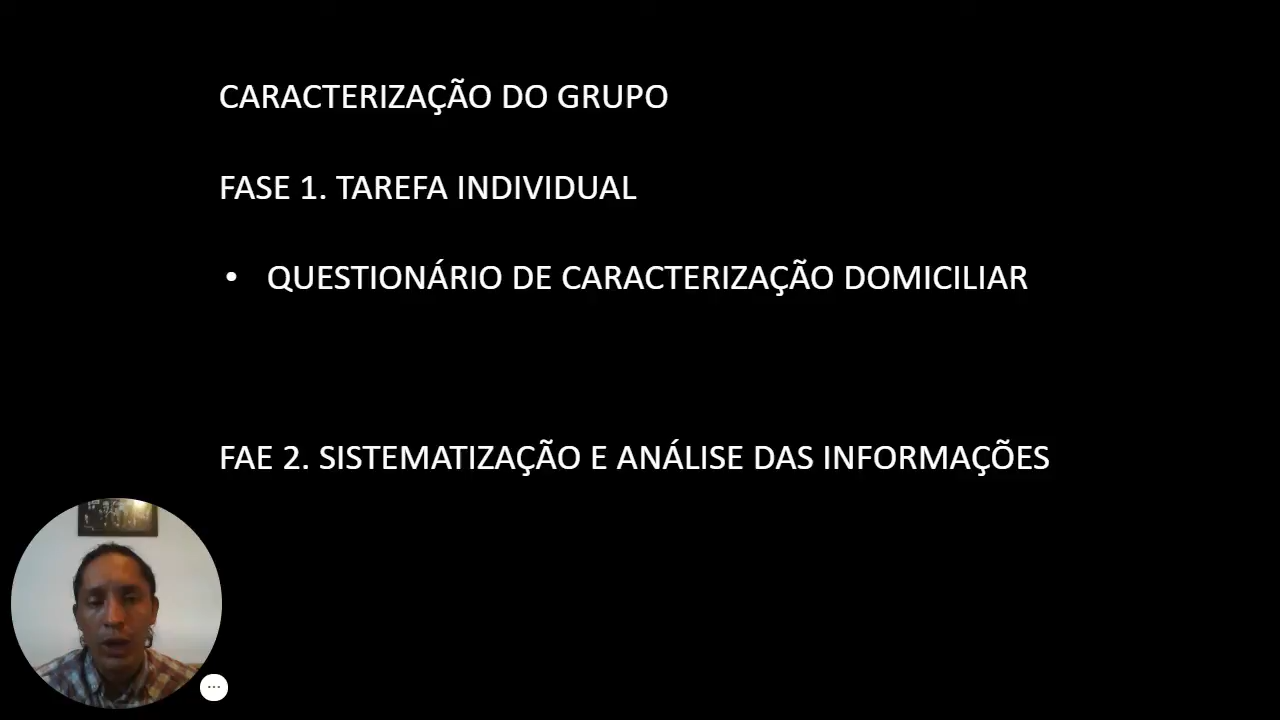 CARACTERIZAÇÃO DO GRUPO
FASE 1. TAREFA INDIVIDUAL
• QUESTIONÁRIO DE CARACTERIZAÇÃO DOMICILIAR
FAE 2. SISTEMATIZAÇÃO E ANÁLISE DAS INFORMAÇÕES